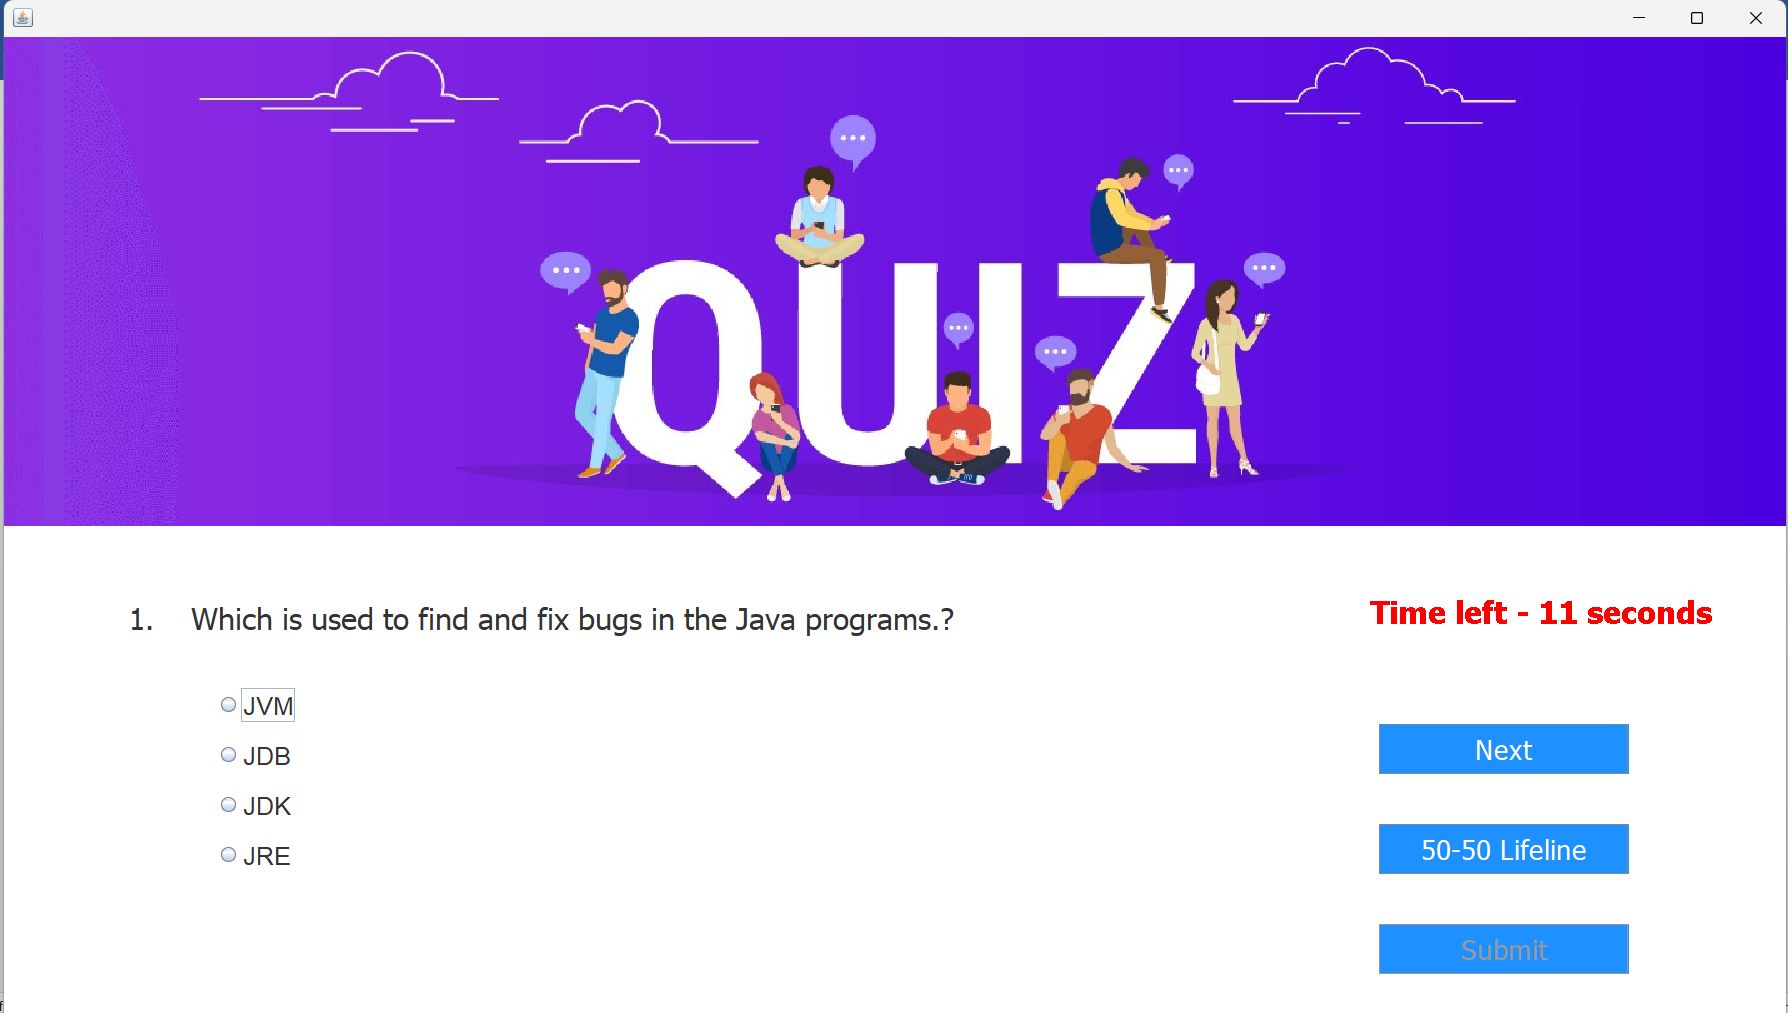 QUIZ
1. Which is used to find and fix bugs in the Java programs.?
Time left - 11 seconds
JVM
JDB
JDK
JRE
Next
50-50 Lifeline
Submit